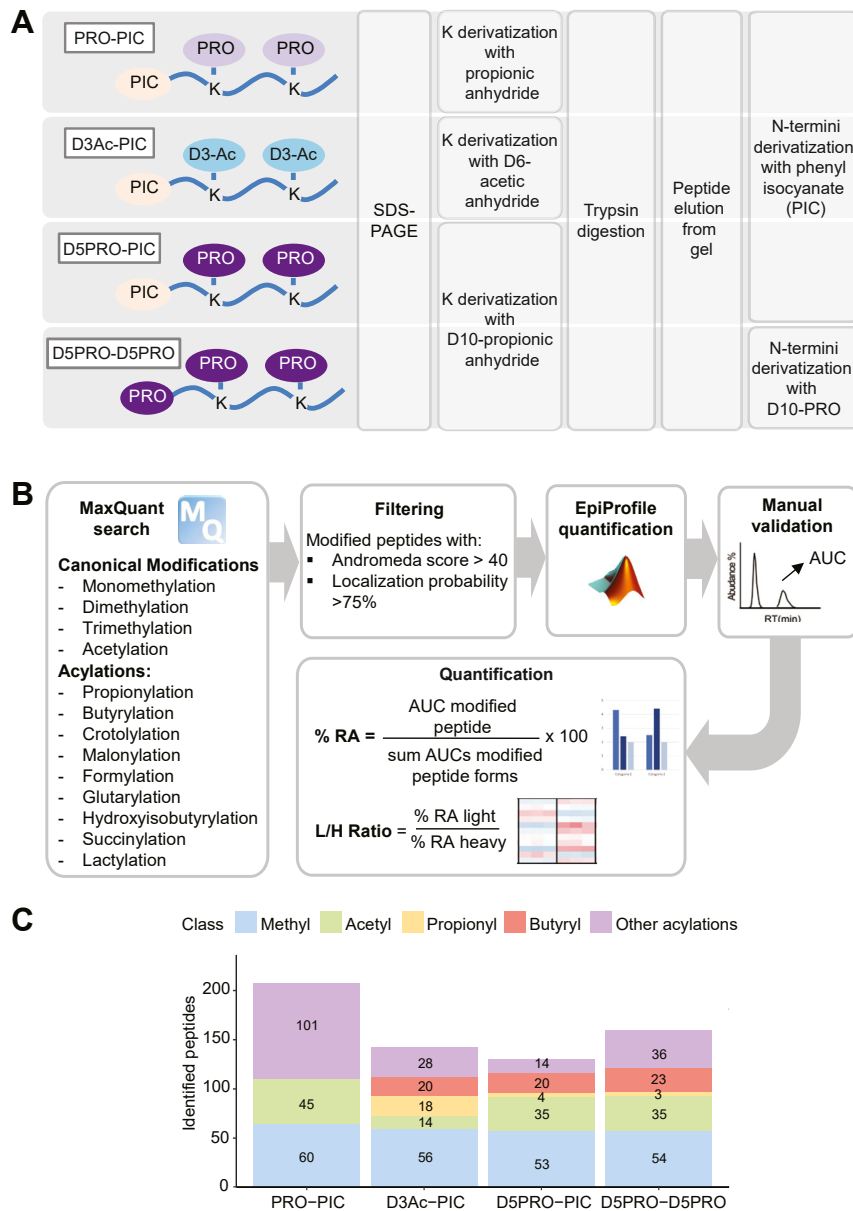 A
PRO-PIC
PRO
PRO
PIC
K
K
D3Ac-PIC
D3-Ac
D3-Ac
PIC
K
K
D5PRO-PIC
PRO
PRO
PIC
K
K
D5PRO-D5PRO
PRO
PRO
PRO
K
K
SDS-
PAGE
K derivatization
with
propionic
anhydride
K derivatization
with D6-
acetic
anhydride
K derivatization
with
D10-propionic
anhydride
Trypsin
digestion
Peptide
elution
from
gel
N-termini
derivatization
with phenyl
isocyanate
(PIC)
N-termini
derivatization
with
D10-PRO
B
MaxQuant
search
M
Q
Canonical Modifications
- Monomethylation
- Dimethylation
- Trimethylation
- Acetylation
Acylations:
- Propionylation
- Butyrylation
- Crotolylation
- Malonylation
- Formylation
- Glutarylation
- Hydroxyisobutyrylation
- Succinylation
- Lactylation
Filtering
Modified peptides with:
▪ Andromeda score > 40
▪ Localization probability
>75%
EpiProfile
quantification
Manual
validation
Abudance %
AUC
RT(min)
Quantification
% RA =
AUC modified
peptide
sum AUCs modified
peptide forms
x 100
L/H Ratio =
% RA light
% RA heavy
C
Class Methyl Acetyl Propionyl Butyryl Other acylations
Identified peptides
200
150
100
50
0
101
45
60
28
20
18
14
56
14
20
4
35
53
36
23
3
35
54
PRO−PIC D3Ac−PIC D5PRO−PIC D5PRO−D5PRO